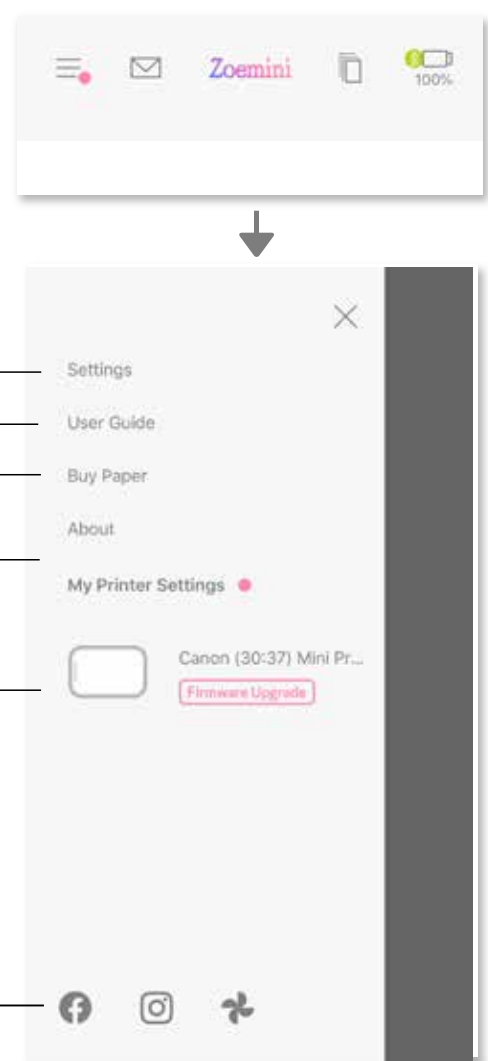 Zoemini
100%
Settings
User Guide
Buy Paper
About
My Printer Settings
Canon (30:37) Mini Pr...
Firmware Upgrade